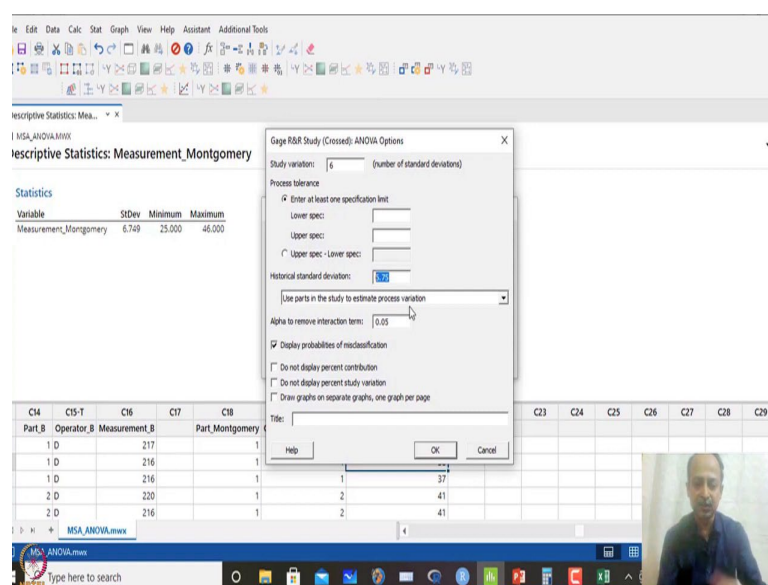 le Edit Data Calc Stat Graph View Help Assistant Additional Tools
escriptive Statistics: Mea...
MSA_ANOVA.MWX
Descriptive Statistics: Measurement_Montgomery
Statistics
Variable StDev Minimum Maximum
Measurement_Montgomery 6.749 25.000 46.000
Gage R&R Study (Crossed): ANOVA Options X
Study variation: 6 (number of standard deviations)
Process tolerance
Enter at least one specification limit
Lower spec:
Upper spec:
Upper spec - Lower spec:
Historical standard deviation: 6.75
Use parts in the study to estimate process variation
Alpha to remove interaction term: 0.05
Display probabilities of misclassification
Do not display percent contribution
Do not display percent study variation
Draw graphs on separate graphs, one graph per page
Title:
Help OK Cancel
C14 C15-T C16 C17 C18 C23 C24 C25 C26 C27 C28 C29
Part_B Operator_B Measurement_B Part_Montgomery
1 D 217 1
1 D 216 1
1 D 216 1 1 37
2 D 220 1 2 41
2 D 216 1 2 41
MSA_ANOVA.mwx
MSA_ANOVA.mwx
Type here to search